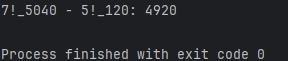 7!_5040 - 5!_120: 4920
Process finished with exit code 0